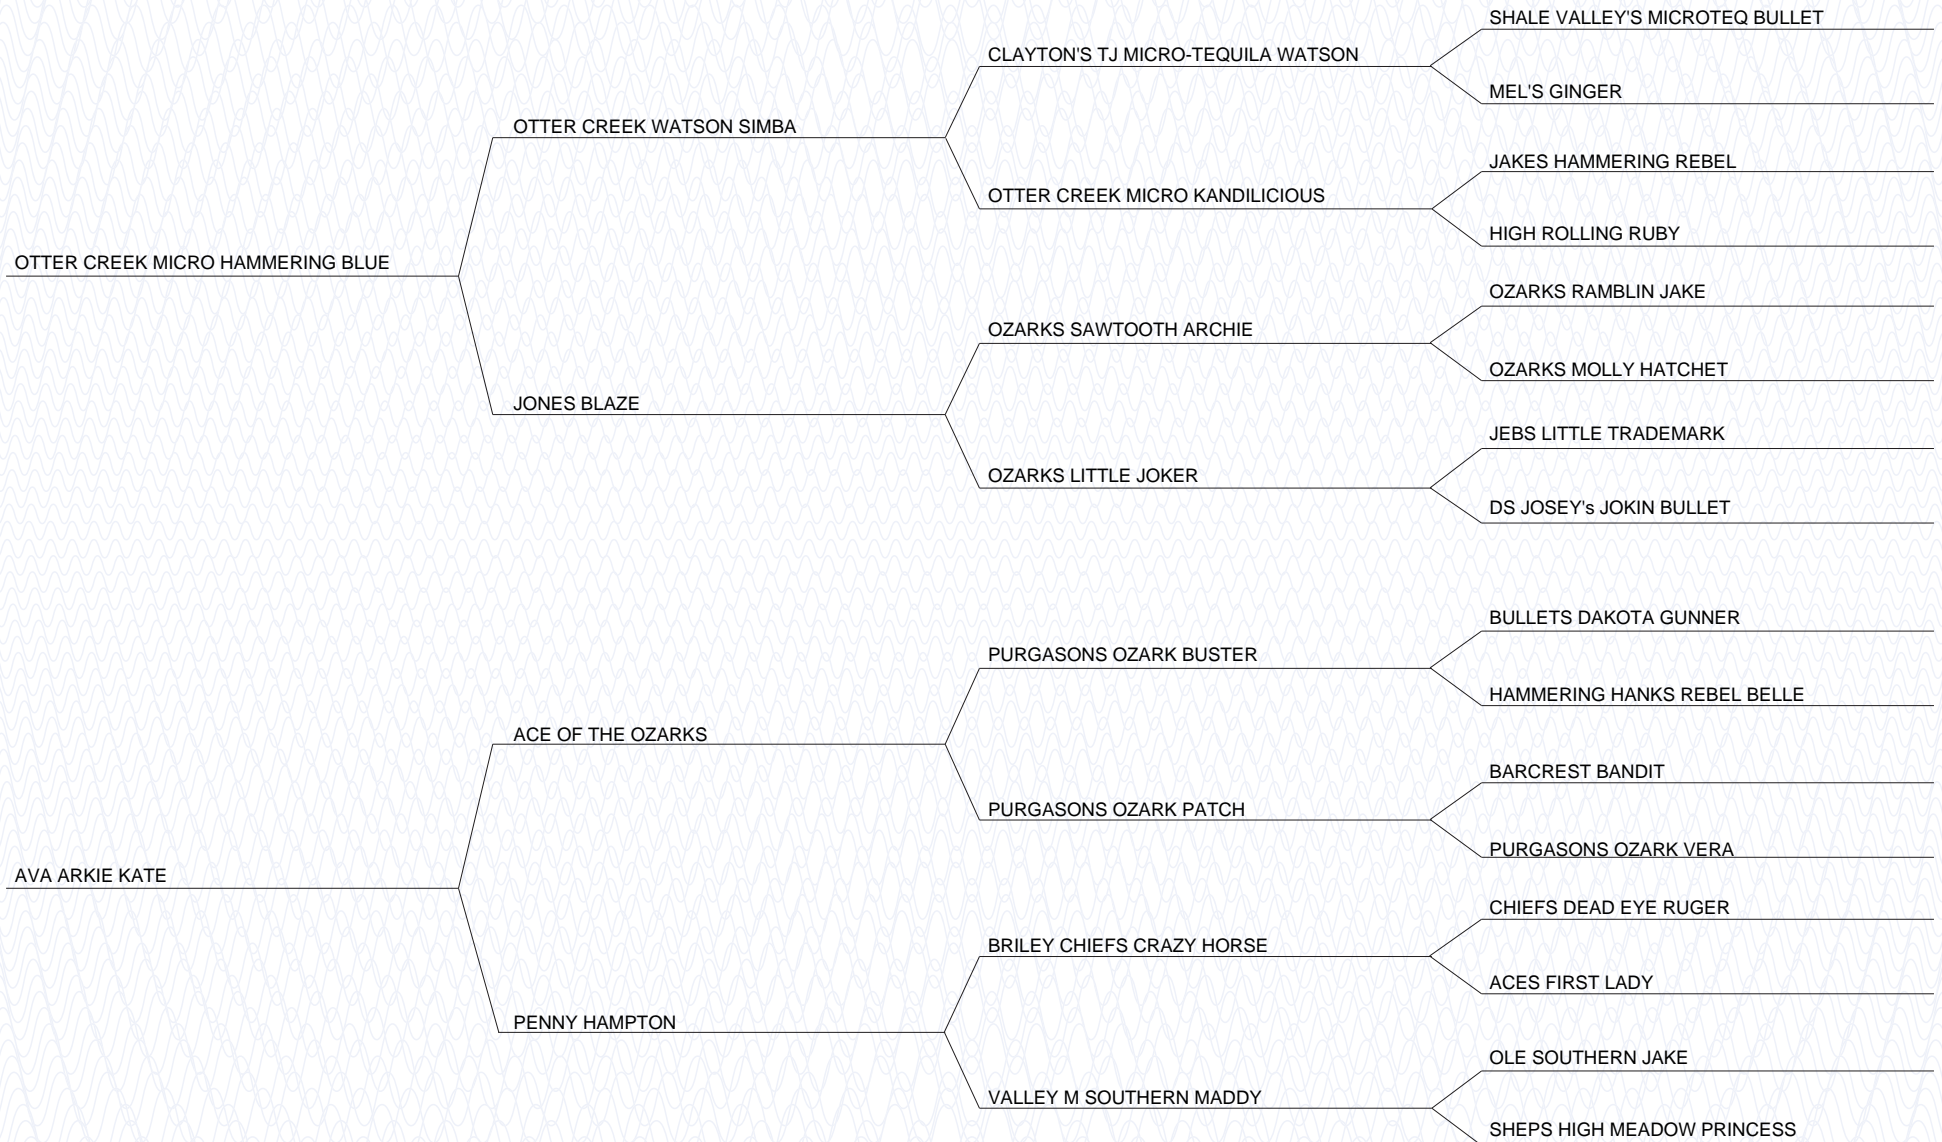 SHALE VALLEY'S MICROTEQ BULLET
CLAYTON'S TJ MICRO-TEQUILA WATSON
MEL'S GINGER
OTTER CREEK WATSON SIMBA
JAKES HAMMERING REBEL
OTTER CREEK MICRO KANDILICIOUS
HIGH ROLLING RUBY
OTTER CREEK MICRO HAMMERING BLUE
OZARKS RAMBLIN JAKE
OZARKS SAWTOOTH ARCHIE
OZARKS MOLLY HATCHET
JONES BLAZE
JEBS LITTLE TRADEMARK
OZARKS LITTLE JOKER
DS JOSEY's JOKIN BULLET
BULLETS DAKOTA GUNNER
PURGASONS OZARK BUSTER
HAMMERING HANKS REBEL BELLE
ACE OF THE OZARKS
BARCREST BANDIT
PURGASONS OZARK PATCH
PURGASONS OZARK VERA
AVA ARKIE KATE
CHIEFS DEAD EYE RUGER
BRILEY CHIEFS CRAZY HORSE
ACES FIRST LADY
PENNY HAMPTON
OLE SOUTHERN JAKE
VALLEY M SOUTHERN MADDY
SHEPS HIGH MEADOW PRINCESS